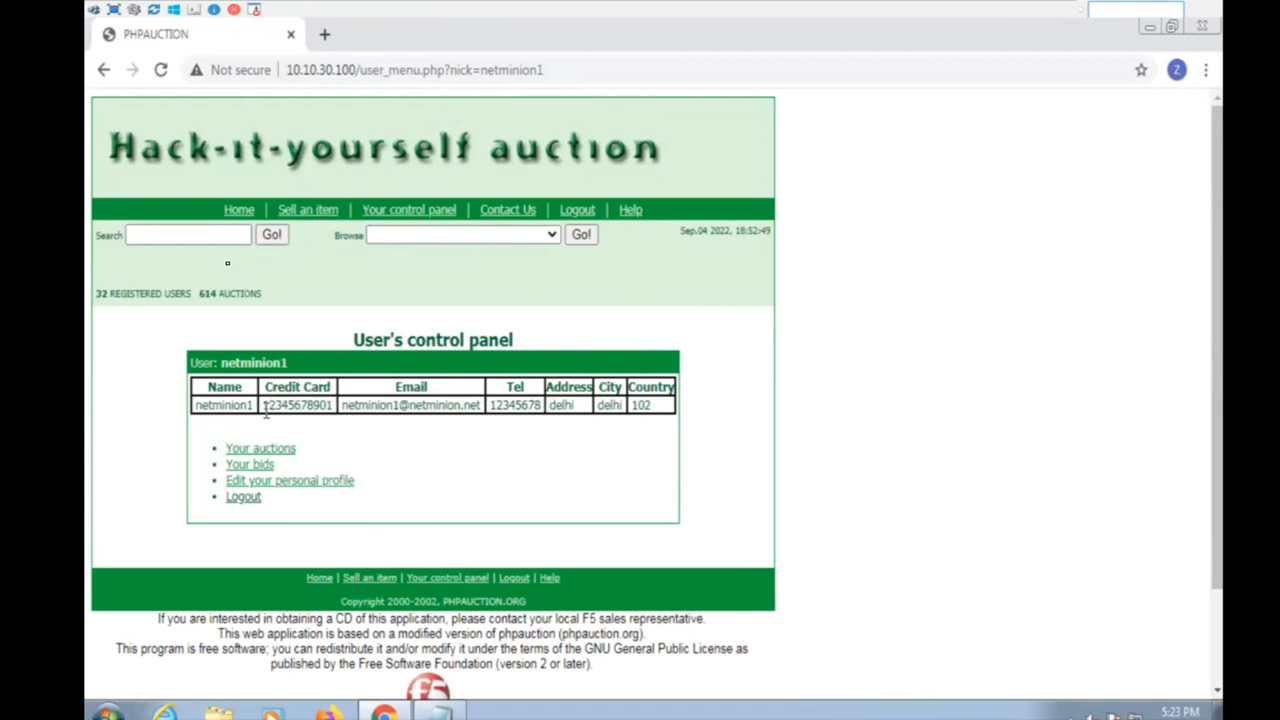 PHPAUCTION
Not secure 10.10.30.100/user_menu.php?nick=netminion1
Z
Hack-it-yourself auction
Home | Sell an item | Your control panel | Contact Us | Logout | Help
Search Go! Browse Go! Sep.04 2022, 18:52:49
32 REGISTERED USERS 614 AUCTIONS
User's control panel
User: netminion1
Name Credit Card Email Tel Address City Country
netminion1 12345678901 netminion1@netminion.net 12345678 delhi delhi 102
• Your auctions
• Your bids
• Edit your personal profile
• Logout
Home | Sell an item | Your control panel | Logout | Help
Copyright 2000-2002, PHPAUCTION.ORG
If you are interested in obtaining a CD of this application, please contact your local F5 sales representative.
This web application is based on a modified version of phpauction (phpauction.org).
This program is free software; you can redistribute it and/or modify it under the terms of the GNU General Public License as
published by the Free Software Foundation (version 2 or later).
f5
5:23 PM